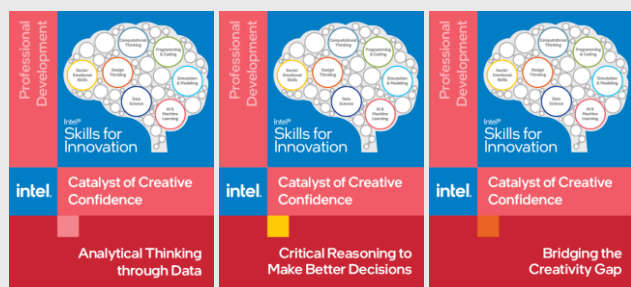 Professional
Development
Computational
Thinking
Programming
& Coding
Social-
Emotional
Skills
Design
Thinking
Simulation
& Modeling
Data
Science
AI &
Machine
Learning
Intel®
Skills for
Innovation
intel.
Catalyst of Creative
Confidence
Analytical Thinking
through Data
Professional
Development
Computational
Thinking
Programming
& Coding
Social-
Emotional
Skills
Design
Thinking
Simulation
& Modeling
Data
Science
AI &
Machine
Learning
Intel®
Skills for
Innovation
intel.
Catalyst of Creative
Confidence
Critical Reasoning to
Make Better Decisions
Professional
Development
Computational
Thinking
Programming
& Coding
Social-
Emotional
Skills
Design
Thinking
Simulation
& Modeling
Data
Science
AI &
Machine
Learning
Intel®
Skills for
Innovation
intel.
Catalyst of Creative
Confidence
Bridging the
Creativity Gap